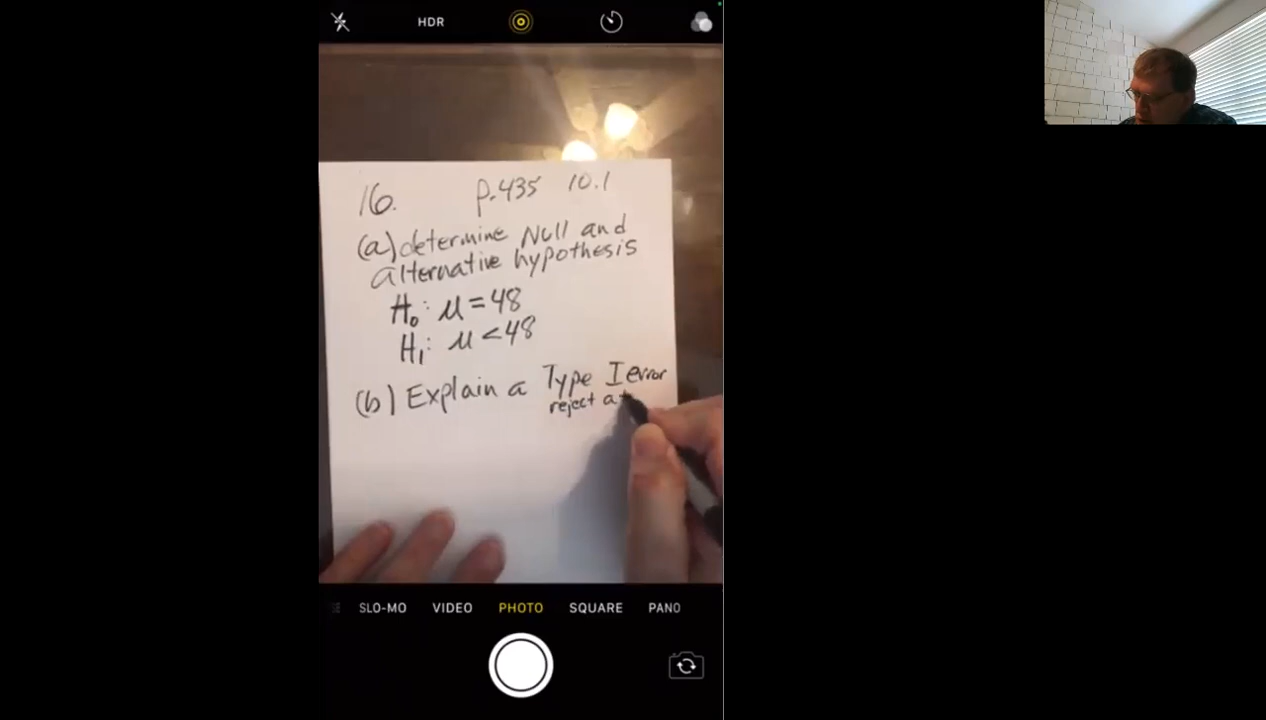 HDR
16. p.435 10.1
(a) determine Null and
alternative hypothesis
H₀: μ = 48
H₁: μ < 48
(b) Explain a Type I error
reject a
SLO-MO VIDEO PHOTO SQUARE PANO